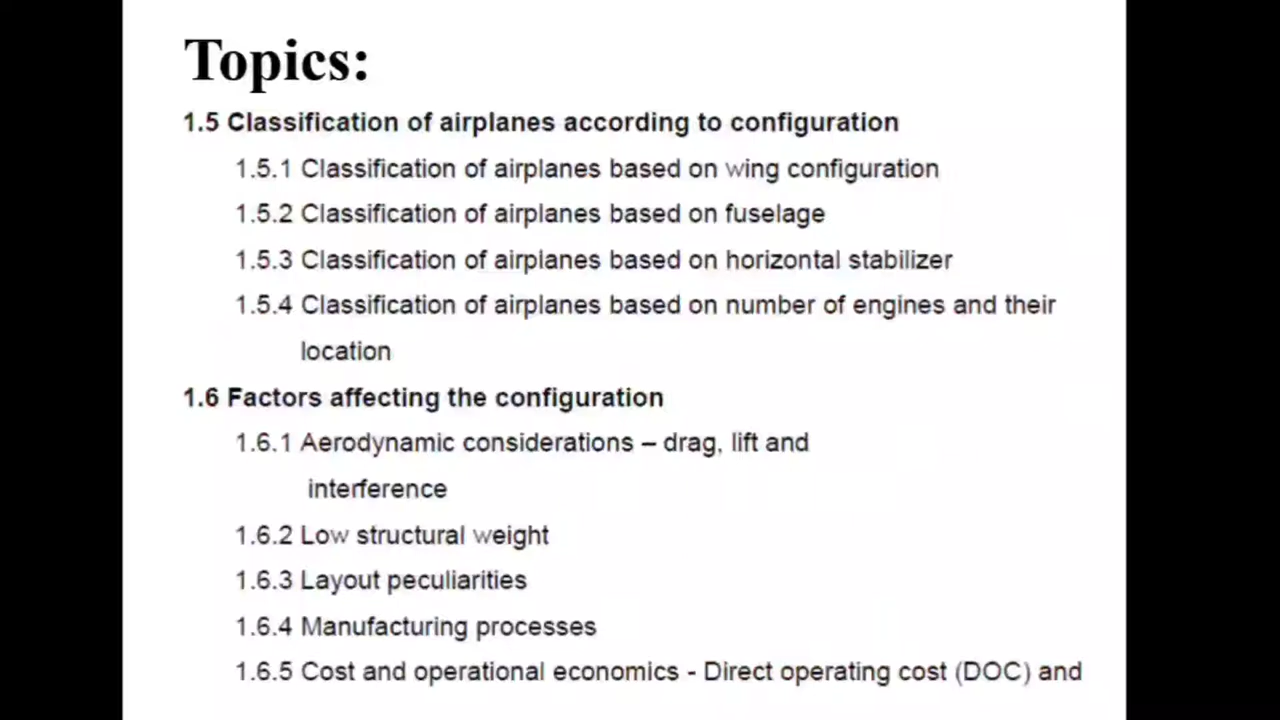 Topics:
1.5 Classification of airplanes according to configuration
1.5.1 Classification of airplanes based on wing configuration
1.5.2 Classification of airplanes based on fuselage
1.5.3 Classification of airplanes based on horizontal stabilizer
1.5.4 Classification of airplanes based on number of engines and their
location
1.6 Factors affecting the configuration
1.6.1 Aerodynamic considerations – drag, lift and
interference
1.6.2 Low structural weight
1.6.3 Layout peculiarities
1.6.4 Manufacturing processes
1.6.5 Cost and operational economics - Direct operating cost (DOC) and